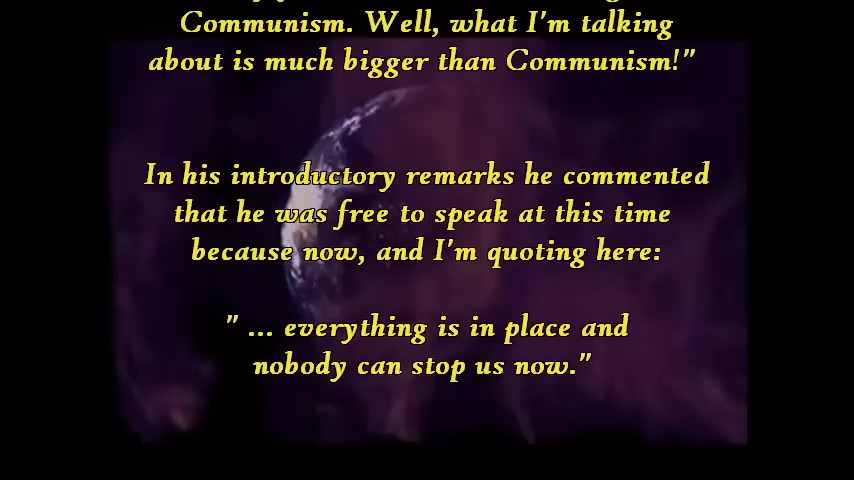 Communism. Well, what I'm talking
about is much bigger than Communism!"
In his introductory remarks he commented
that he was free to speak at this time
because now, and I'm quoting here:
" ... everything is in place and
nobody can stop us now."